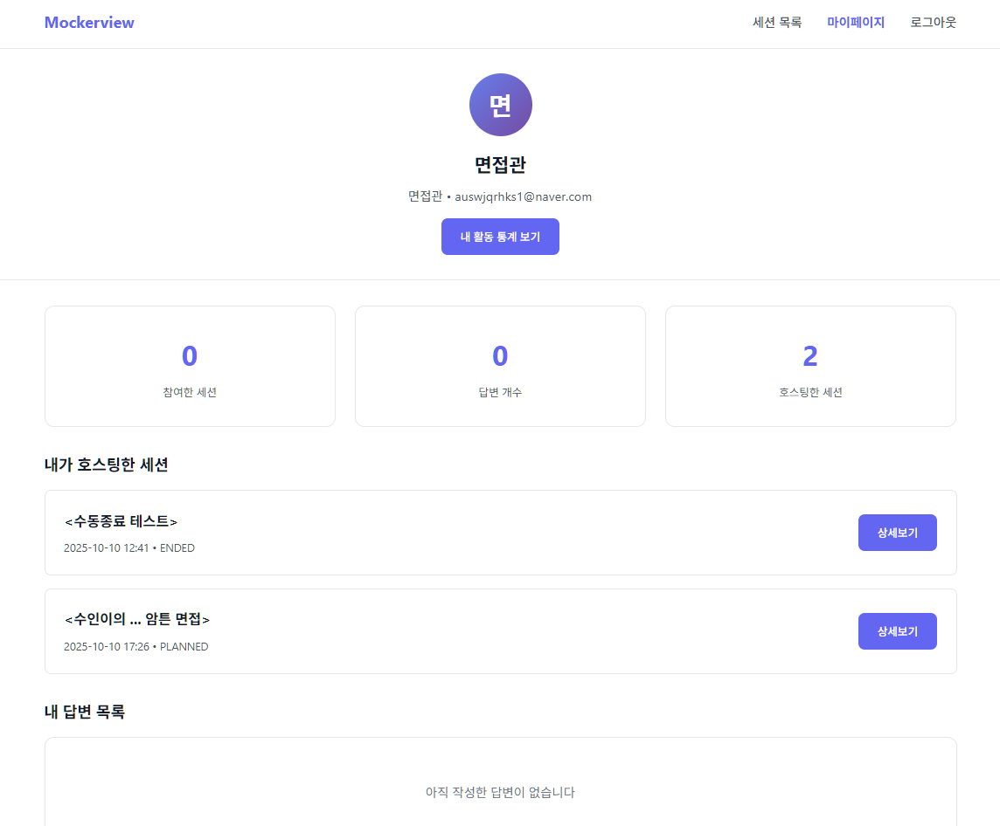 Mockerview 세션 목록 마이페이지 로그아웃
면
면접관
면접관 • auswjqrhks1@naver.com
내 활동 통계 보기
0 0 2
참여한 세션 답변 개수 호스팅한 세션
내가 호스팅한 세션
<수동종료 테스트>
2025-10-10 12:41 • ENDED
상세보기
<수인이의 ... 암튼 면접>
2025-10-10 17:26 • PLANNED
상세보기
내 답변 목록
아직 작성한 답변이 없습니다